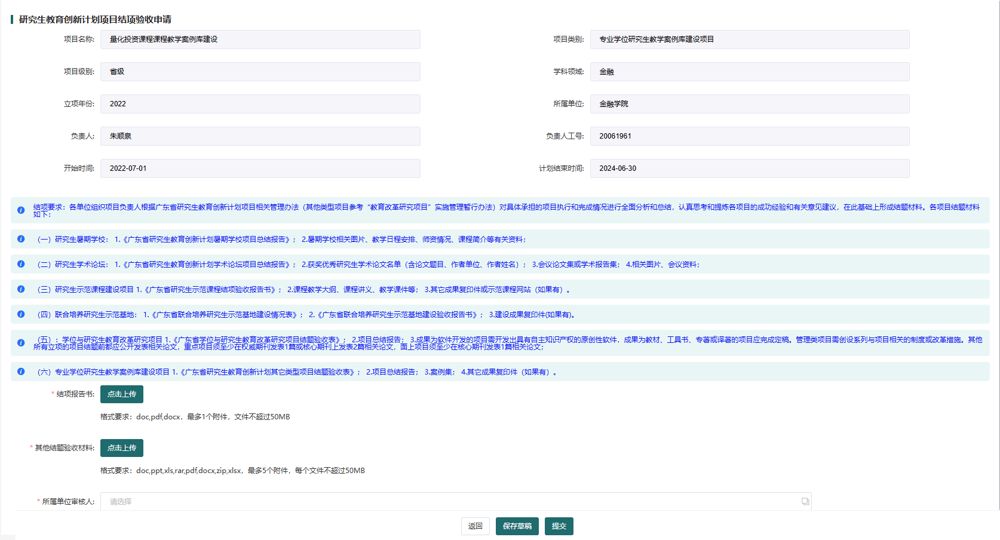 研究生教育创新计划项目结项验收申请
项目名称: 量化投资课程课程教学案例库建设 项目类别: 专业学位研究生教学案例库建设项目
项目级别: 省级 学科领域: 金融
立项年份: 2022 所属单位: 金融学院
负责人: 朱顺泉 负责人工号: 20061961
开始时间: 2022-07-01 计划结束时间: 2024-06-30
结项要求：各单位组织项目负责人根据广东省研究生教育创新计划项目相关管理办法（其他类型项目参考“教育改革研究项目”实施管理暂行办法）对具体承担的项目执行和完成情况进行全面分析和总结，认真思考和提炼各项目的成功经验和有关意见建议，在此基础上形成结题材料。各项目结题材料
如下：
（一）研究生暑期学校： 1.《广东省研究生教育创新计划暑期学校项目总结报告》； 2.暑期学校相关图片、教学日程安排、师资情况、课程简介等有关资料；
（二）研究生学术论坛： 1.《广东省研究生教育创新计划学术论坛项目总结报告》； 2.获奖优秀研究生学术论文名单（含论文题目、作者单位、作者姓名）； 3.会议论文集或学术报告集； 4.相关图片、会议资料；
（三）研究生示范课程建设项目 1.《广东省研究生示范课程结项验收报告书》； 2.课程教学大纲、课程讲义、教学课件等； 3.其它成果复印件或示范课程网站（如果有）。
（四）联合培养研究生示范基地： 1.《广东省联合培养研究生示范基地建设情况表》； 2.《广东省联合培养研究生示范基地建设验收报告书》； 3.建设成果复印件(如果有)。
（五）：学位与研究生教育改革研究项目 1.《广东省学位与研究生教育改革研究项目结题验收表》； 2.项目总结报告； 3.成果为软件开发的项目需开发出具有自主知识产权的原创性软件，成果为教材、工具书、专著或译著的项目应完成定稿。管理类项目需创设系列与项目相关的制度或改革措施。其他
所有立项的项目结题前都应公开发表相关论文，重点项目须至少在权威期刊发表1篇或核心期刊上发表2篇相关论文，面上项目须至少在核心期刊发表1篇相关论文；
（六）专业学位研究生教学案例库建设项目 1.《广东省研究生教育创新计划其它类型项目结题验收表》； 2.项目总结报告； 3.案例集； 4.其它成果复印件（如果有）。
* 结项报告书: 点击上传
格式要求：doc,pdf,docx，最多1个附件，文件不超过50MB
* 其他结题验收材料: 点击上传
格式要求：doc,ppt,xls,rar,pdf,docx,zip,xlsx，最多5个附件，每个文件不超过50MB
* 所属单位审核人: 请选择
返回 保存草稿 提交